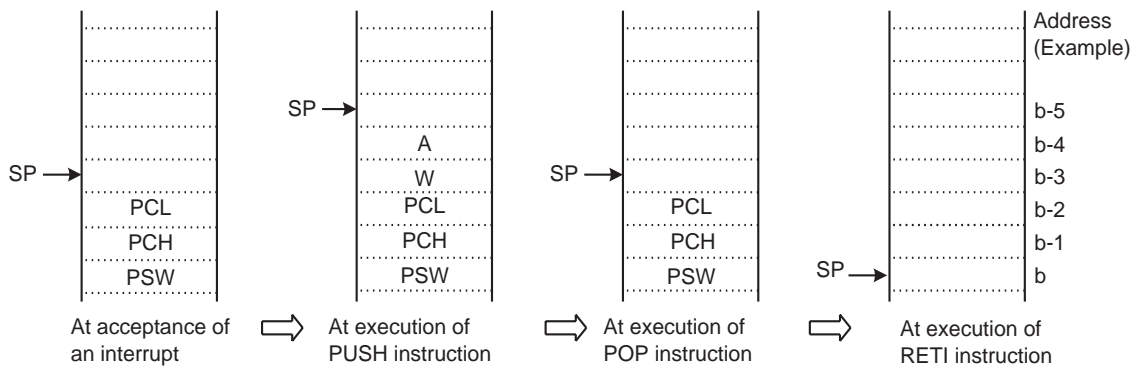 Address
(Example)
SP
b-5
A
b-4
SP
W
SP
b-3
PCL
PCL
PCL
b-2
PCH
PCH
PCH
b-1
PSW
PSW
PSW
SP
b
At acceptance of
an interrupt
At execution of
PUSH instruction
At execution of
POP instruction
At execution of
RETI instruction